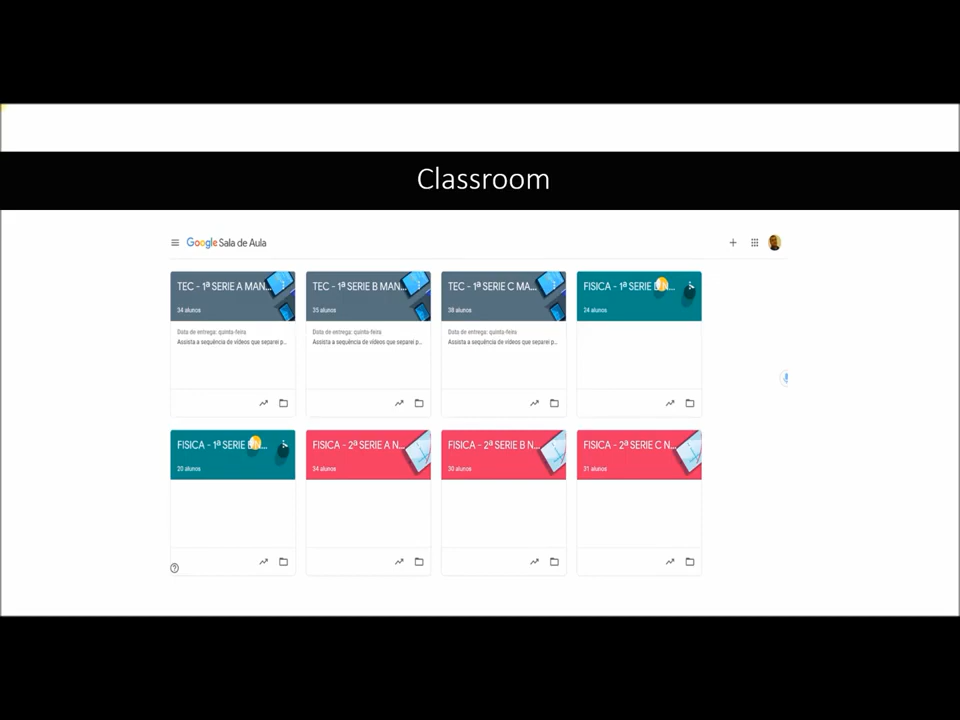 Classroom
Google Sala de Aula
TEC - 1ª SERIE A MAN...
34 alunos
Data de entrega: quinta-feira
Assista a sequência de vídeos que separei p...
TEC - 1ª SERIE B MAN...
35 alunos
Data de entrega: quinta-feira
Assista a sequência de vídeos que separei p...
TEC - 1ª SERIE C MA...
38 alunos
Data de entrega: quinta-feira
Assista a sequência de vídeos que separei p...
FISICA - 1ª SERIE
24 alunos
FISICA - 1ª SERIE
20 alunos
FISICA - 2ª SERIE A N...
34 alunos
FISICA - 2ª SERIE B N...
30 alunos
FISICA - 2ª SERIE C N...
31 alunos